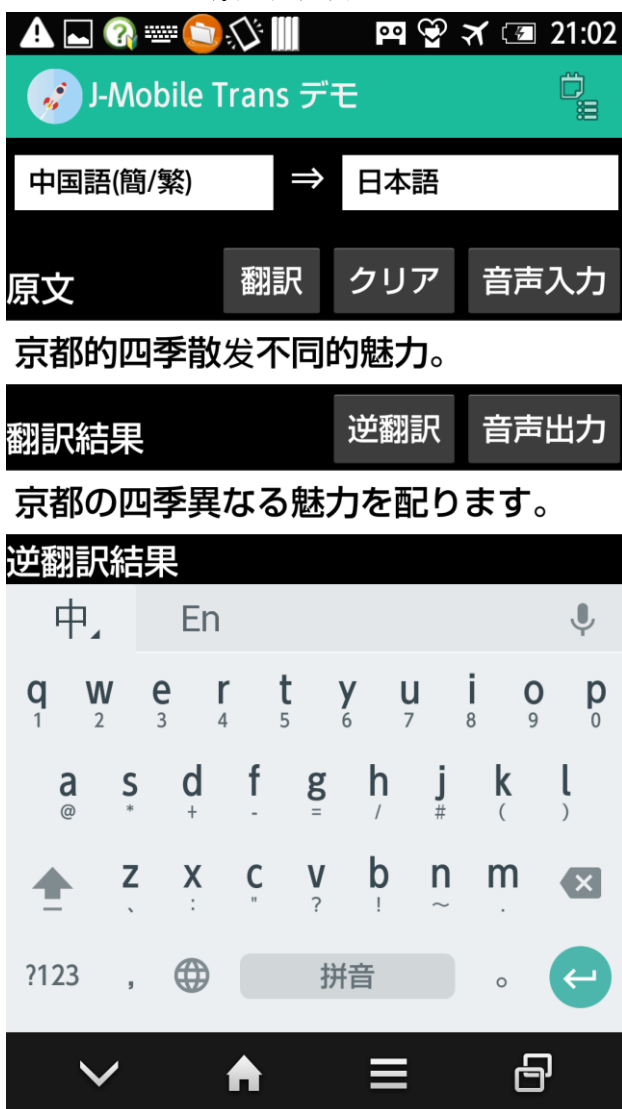 21:02
J-Mobile Trans デモ
中国語(簡/繁) ⇒ 日本語
原文 翻訳 クリア 音声入力
京都的四季散发不同的魅力。
翻訳結果 逆翻訳 音声出力
京都の四季異なる魅力を配ります。
逆翻訳結果
中 En
q w e r t y u i o p
1 2 3 4 5 6 7 8 9 0
a s d f g h j k l
@ * + - = / # ( )
z x c v b n m
、 : " ? ! ~ .
?123 , 拼音 。